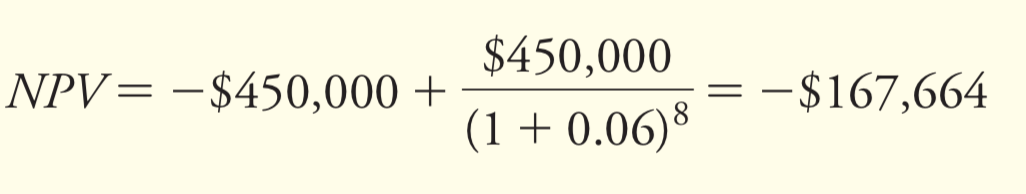 NPV = −$450,000 + $450,000 / (1 + 0.06)^8 = −$167,664